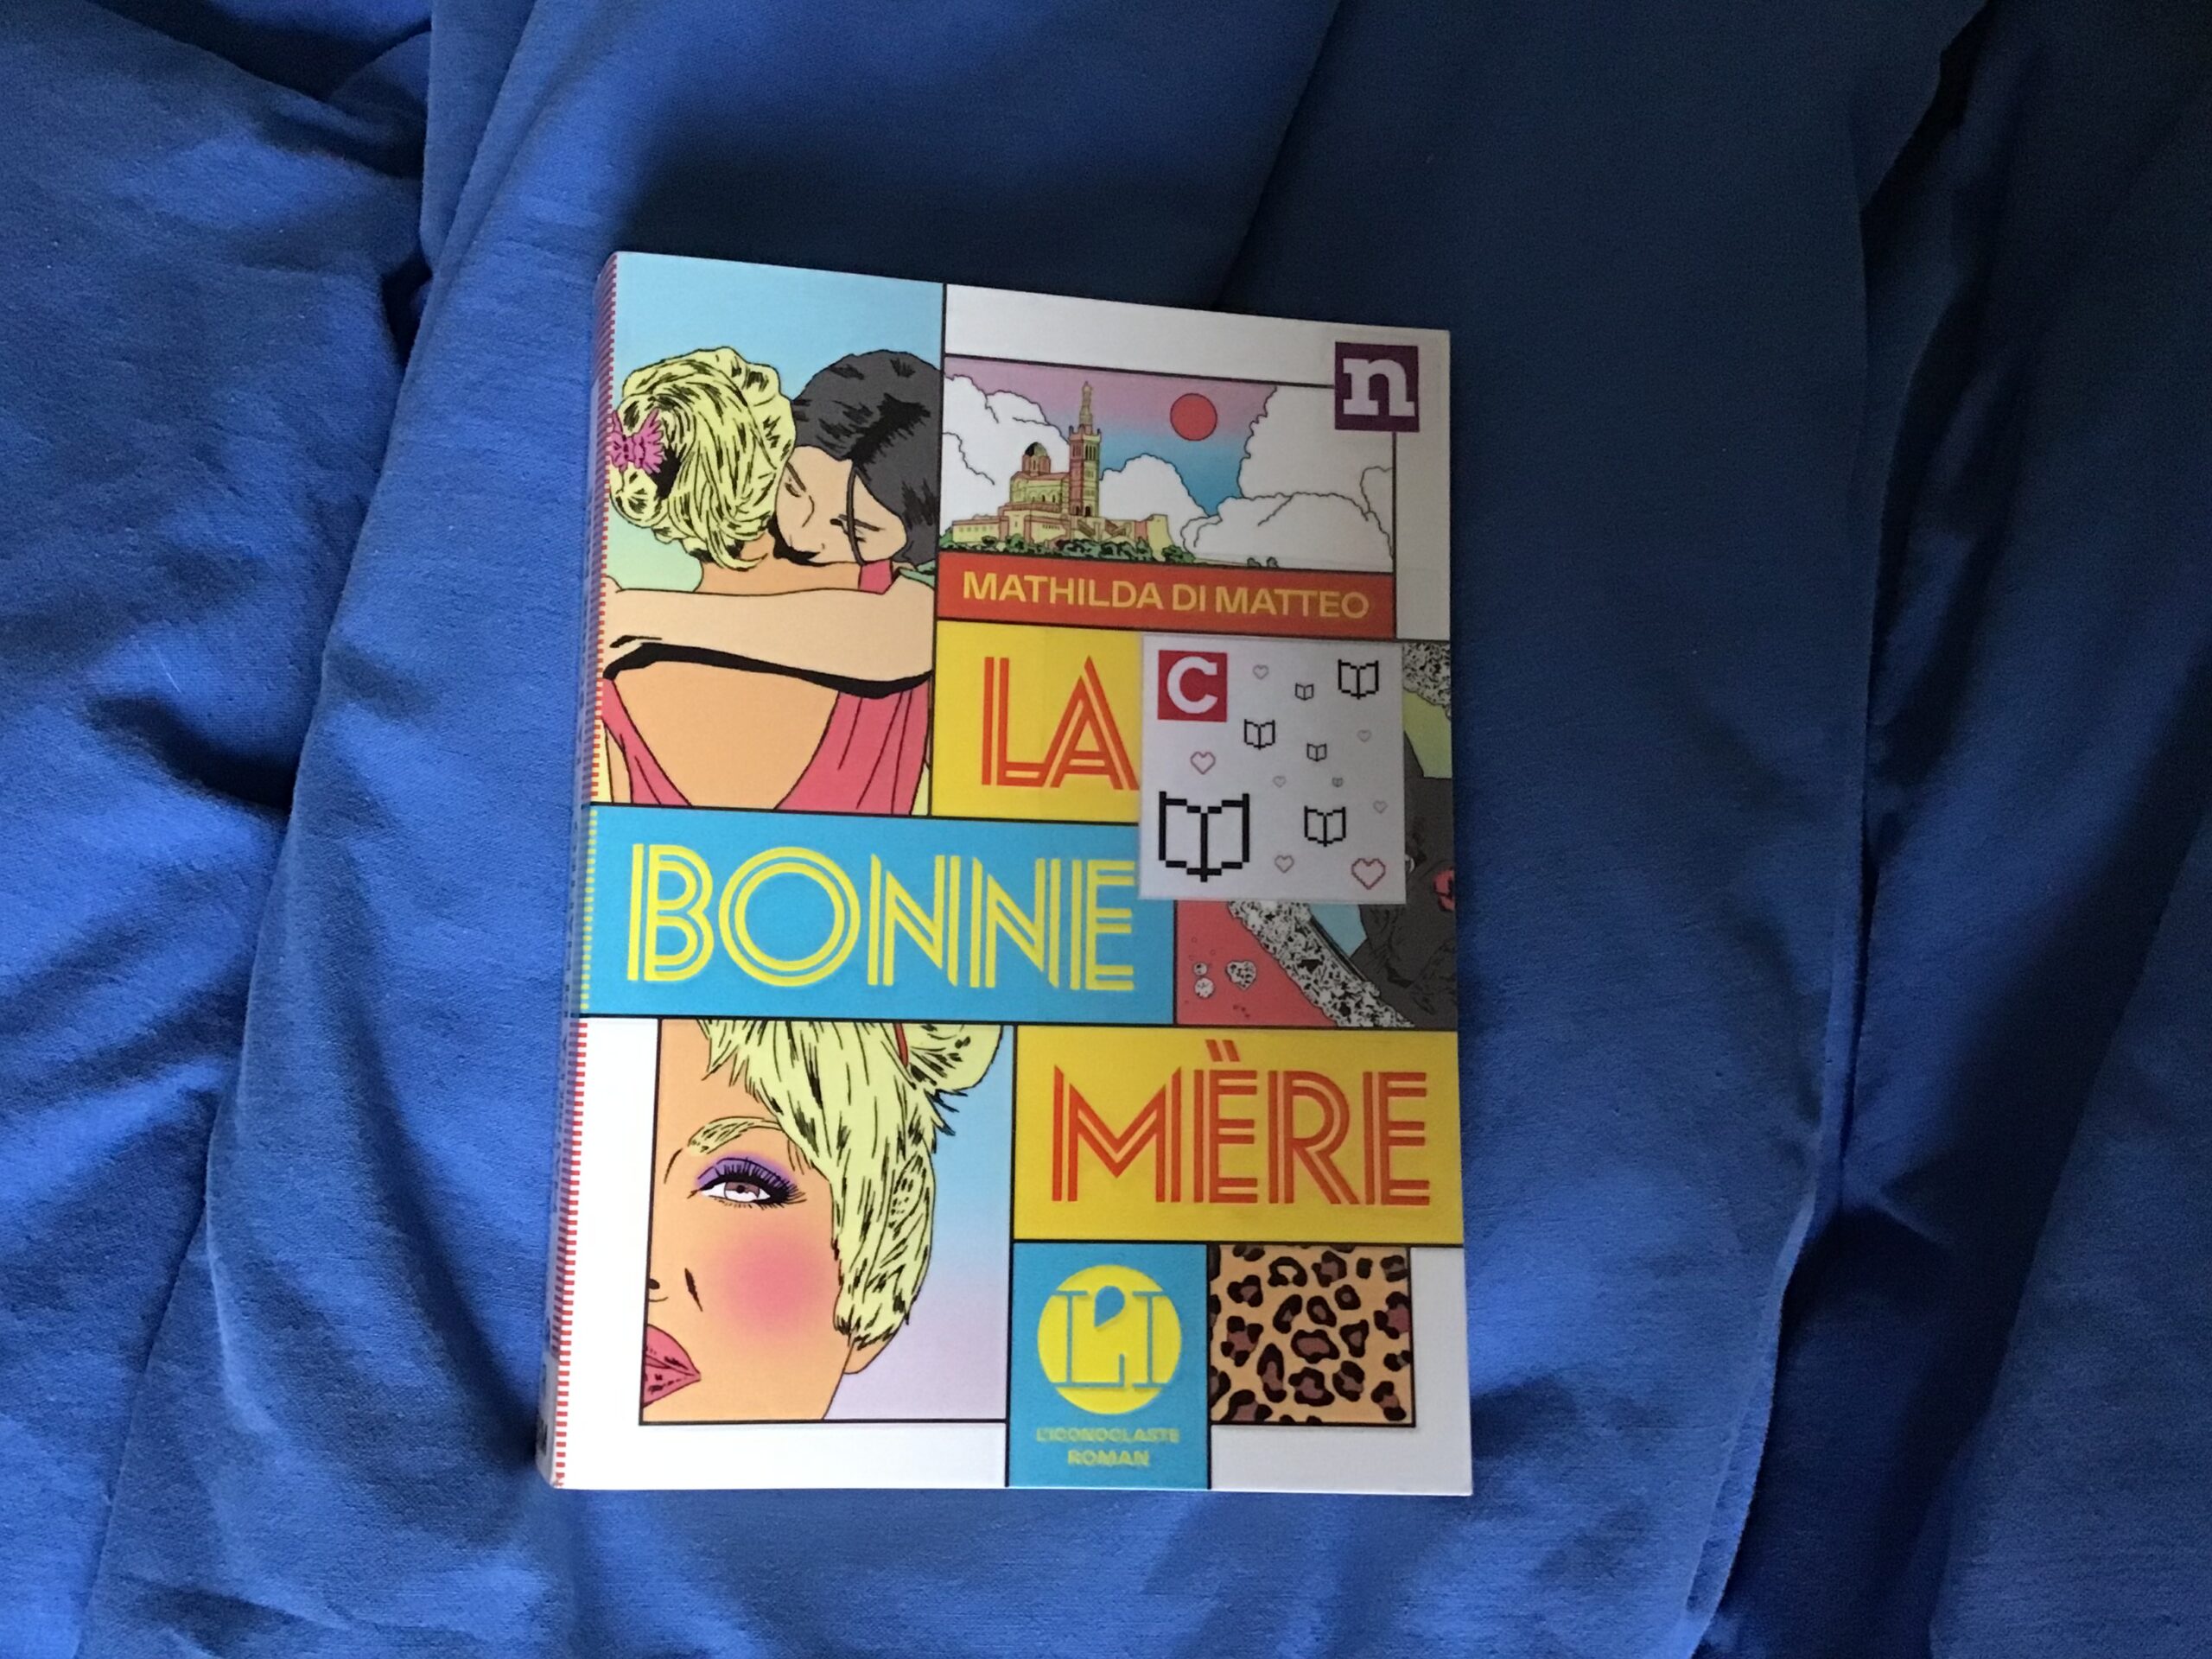 n
MATHILDA DI MATTEO
LA
C
BONNE
MÈRE
L'I
L'ICONOCLASTE
ROMAN